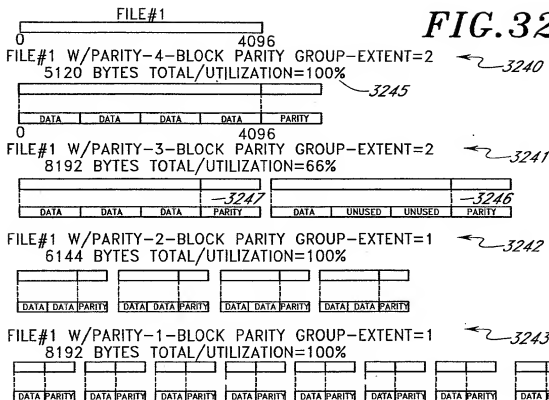 FILE#1
FIG.32
0 4096
FILE#1 W/PARITY-4-BLOCK PARITY GROUP-EXTENT=2 3240
5120 BYTES TOTAL/UTILIZATION=100% 3245
DATA DATA DATA DATA PARITY
0 4096
FILE#1 W/PARITY-3-BLOCK PARITY GROUP-EXTENT=2 3241
8192 BYTES TOTAL/UTILIZATION=66%
3247 3246
DATA DATA DATA PARITY DATA UNUSED UNUSED PARITY
FILE#1 W/PARITY-2-BLOCK PARITY GROUP-EXTENT=1 3242
6144 BYTES TOTAL/UTILIZATION=100%
DATA DATA PARITY DATA DATA PARITY DATA DATA PARITY DATA DATA PARITY
FILE#1 W/PARITY-1-BLOCK PARITY GROUP-EXTENT=1 3243
8192 BYTES TOTAL/UTILIZATION=100%
DATA PARITY DATA PARITY DATA PARITY DATA PARITY DATA PARITY DATA PARITY DATA PARITY DATA